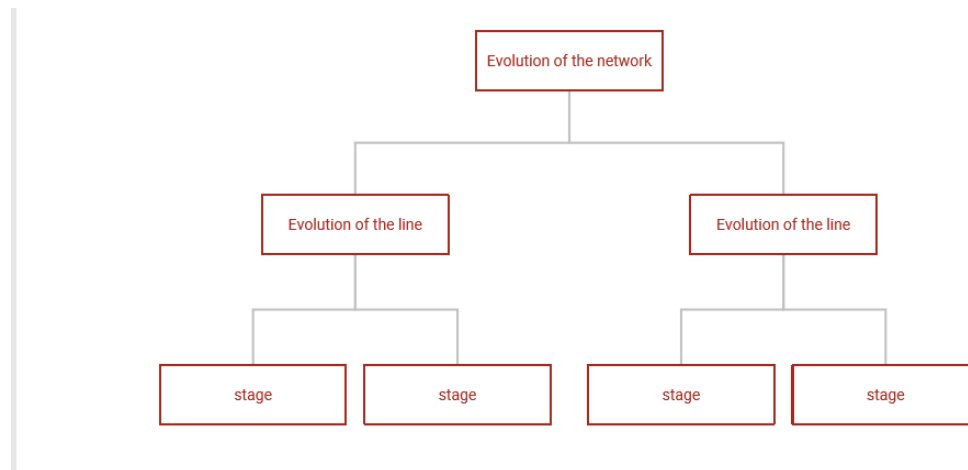 Evolution of the network
Evolution of the line
Evolution of the line
stage
stage
stage
stage